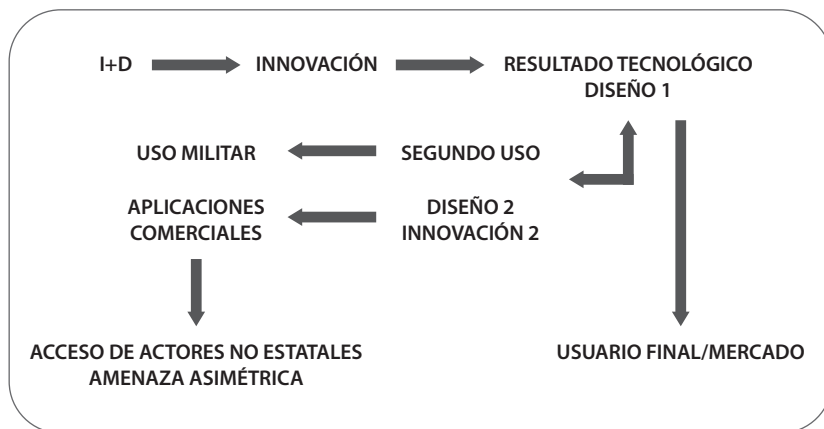 I+D
INNOVACIÓN
RESULTADO TECNOLÓGICO
DISEÑO 1
USO MILITAR
SEGUNDO USO
APLICACIONES
COMERCIALES
DISEÑO 2
INNOVACIÓN 2
ACCESO DE ACTORES NO ESTATALES
AMENAZA ASIMÉTRICA
USUARIO FINAL/MERCADO